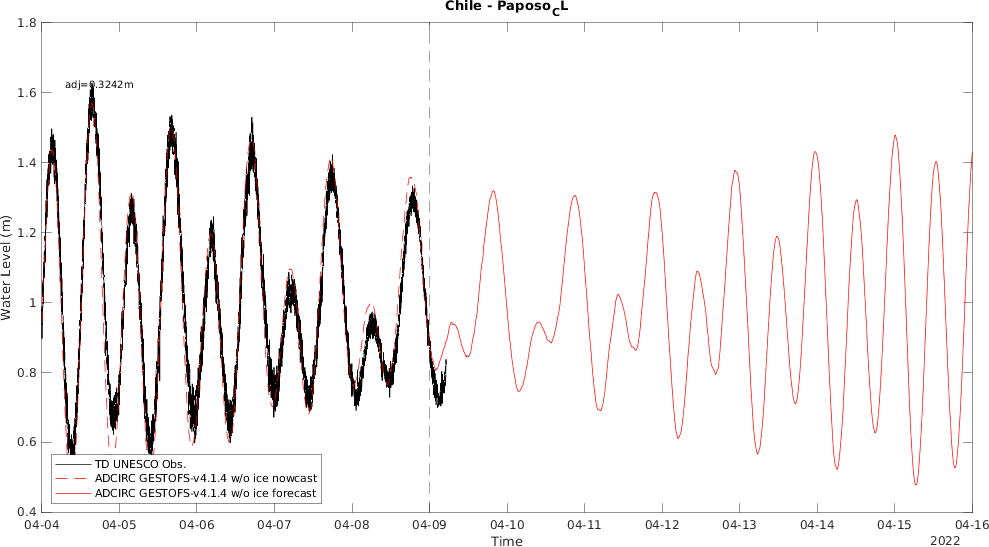 Chile - Paposo_CL
1.8
1.6
1.4
1.2
1
0.8
0.6
0.4
Water Level (m)
adj=0.3242m
TD UNESCO Obs.
ADCIRC GESTOFS-v4.1.4 w/o ice nowcast
ADCIRC GESTOFS-v4.1.4 w/o ice forecast
04-04 04-05 04-06 04-07 04-08 04-09 04-10 04-11 04-12 04-13 04-14 04-15 04-16
Time
2022